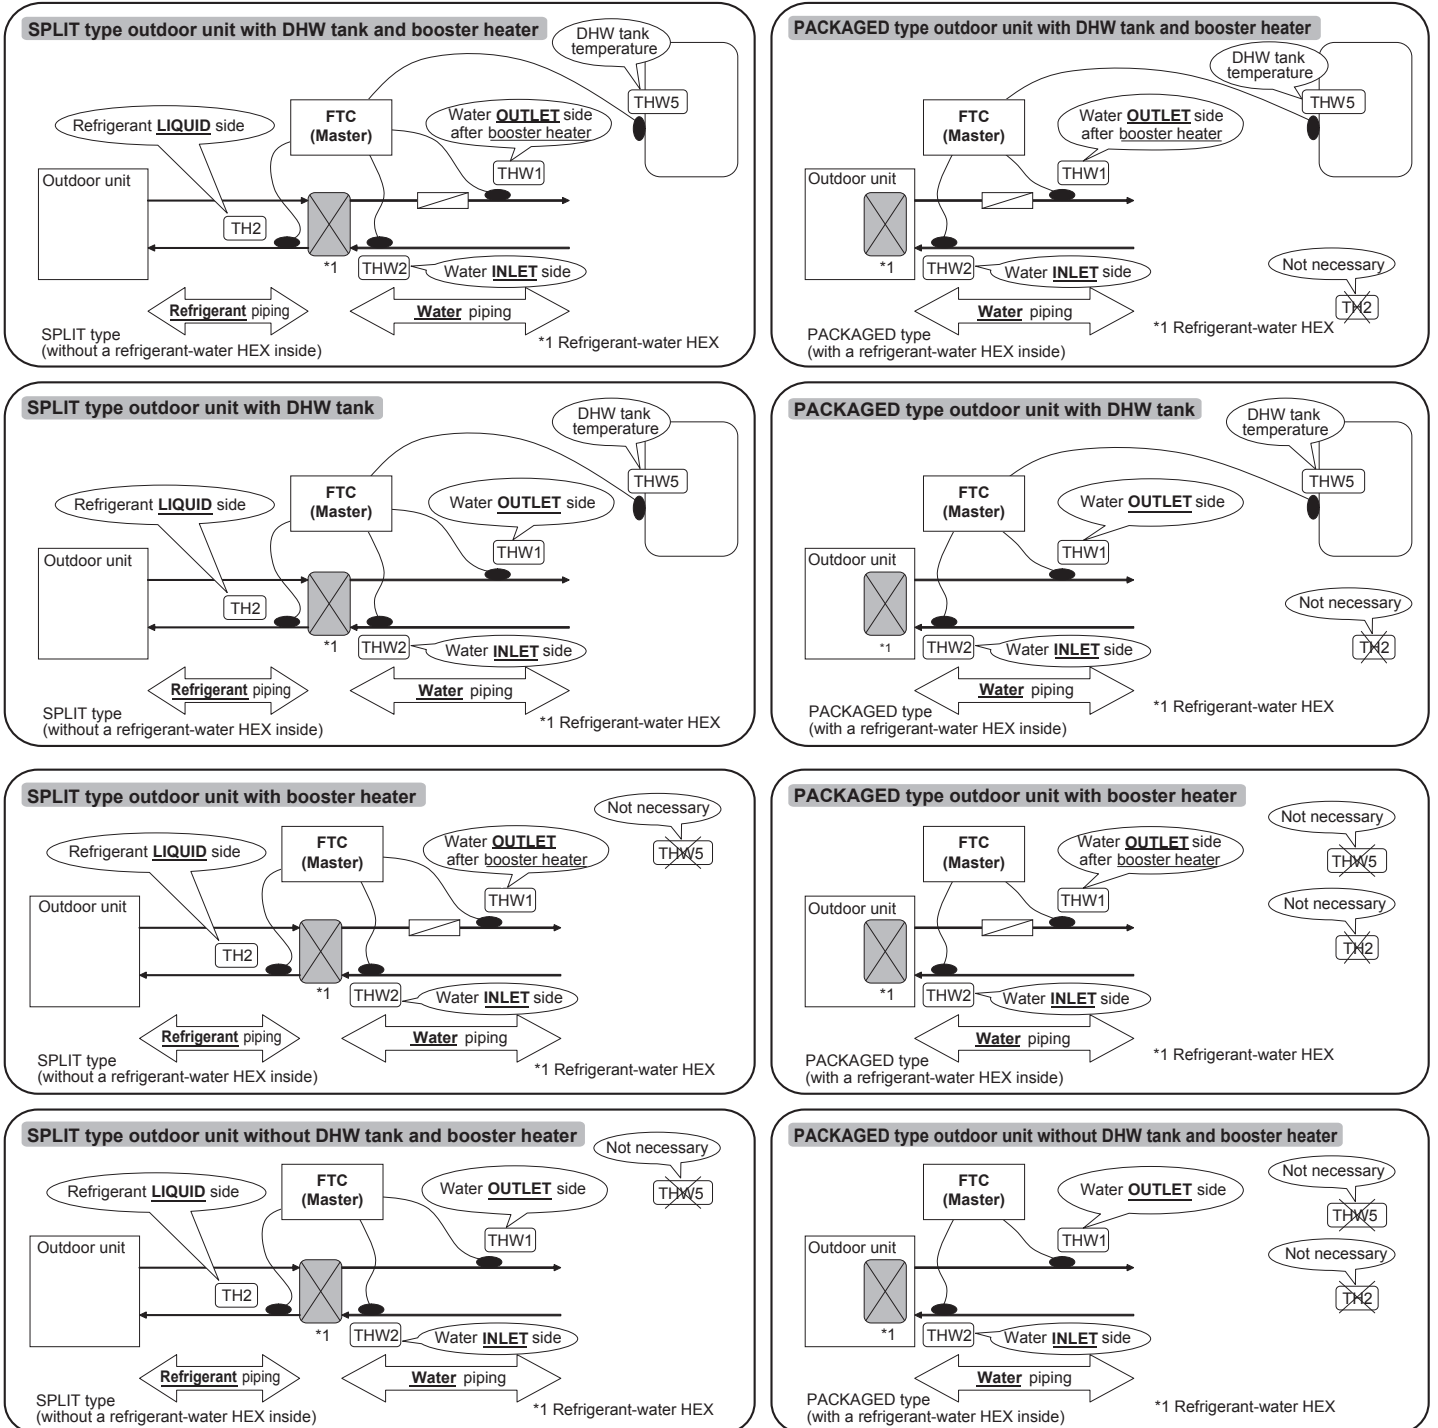 SPLIT type outdoor unit with DHW tank and booster heater
DHW tank
temperature
THW5
FTC
(Master)
Water OUTLET side
after booster heater
THW1
Refrigerant LIQUID side
Outdoor unit
TH2
*1
THW2
Water INLET side
Refrigerant piping
Water piping
SPLIT type
(without a refrigerant-water HEX inside)
*1 Refrigerant-water HEX
PACKAGED type outdoor unit with DHW tank and booster heater
DHW tank
temperature
THW5
FTC
(Master)
Water OUTLET side
after booster heater
THW1
Outdoor unit
*1
THW2
Water INLET side
Not necessary
TH2
Water piping
*1 Refrigerant-water HEX
PACKAGED type
(with a refrigerant-water HEX inside)
SPLIT type outdoor unit with DHW tank
DHW tank
temperature
THW5
FTC
(Master)
Water OUTLET side
THW1
Refrigerant LIQUID side
Outdoor unit
TH2
*1
THW2
Water INLET side
Refrigerant piping
Water piping
SPLIT type
(without a refrigerant-water HEX inside)
*1 Refrigerant-water HEX
PACKAGED type outdoor unit with DHW tank
DHW tank
temperature
THW5
FTC
(Master)
Water OUTLET side
THW1
Outdoor unit
*1
THW2
Water INLET side
Not necessary
TH2
Water piping
*1 Refrigerant-water HEX
PACKAGED type
(with a refrigerant-water HEX inside)
SPLIT type outdoor unit with booster heater
Not necessary
THW5
FTC
(Master)
Water OUTLET
after booster heater
THW1
Refrigerant LIQUID side
Outdoor unit
TH2
*1
THW2
Water INLET side
Refrigerant piping
Water piping
SPLIT type
(without a refrigerant-water HEX inside)
*1 Refrigerant-water HEX
PACKAGED type outdoor unit with booster heater
Not necessary
THW5
FTC
(Master)
Water OUTLET side
after booster heater
THW1
Outdoor unit
*1
THW2
Water INLET side
Not necessary
TH2
Water piping
*1 Refrigerant-water HEX
PACKAGED type
(with a refrigerant-water HEX inside)
SPLIT type outdoor unit without DHW tank and booster heater
Not necessary
THW5
FTC
(Master)
Water OUTLET side
THW1
Refrigerant LIQUID side
Outdoor unit
TH2
*1
THW2
Water INLET side
Refrigerant piping
Water piping
SPLIT type
(without a refrigerant-water HEX inside)
*1 Refrigerant-water HEX
PACKAGED type outdoor unit without DHW tank and booster heater
Not necessary
THW5
FTC
(Master)
Water OUTLET side
THW1
Outdoor unit
*1
THW2
Water INLET side
Not necessary
TH2
Water piping
*1 Refrigerant-water HEX
PACKAGED type
(with a refrigerant-water HEX inside)